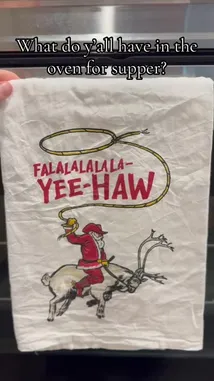 What do y'all have in the
oven for supper?
FALALALALALA-
YEE-HAW